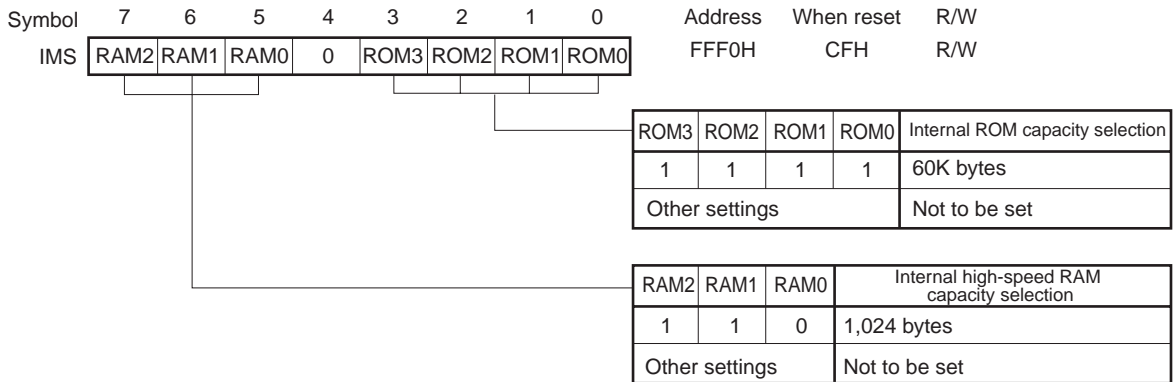 Symbol 7 6 5 4 3 2 1 0 Address When reset R/W
IMS RAM2 RAM1 RAM0 0 ROM3 ROM2 ROM1 ROM0 FFF0H CFH R/W
ROM3 ROM2 ROM1 ROM0 Internal ROM capacity selection
1 1 1 1 60K bytes
Other settings Not to be set
RAM2 RAM1 RAM0 Internal high-speed RAM
capacity selection
1 1 0 1,024 bytes
Other settings Not to be set